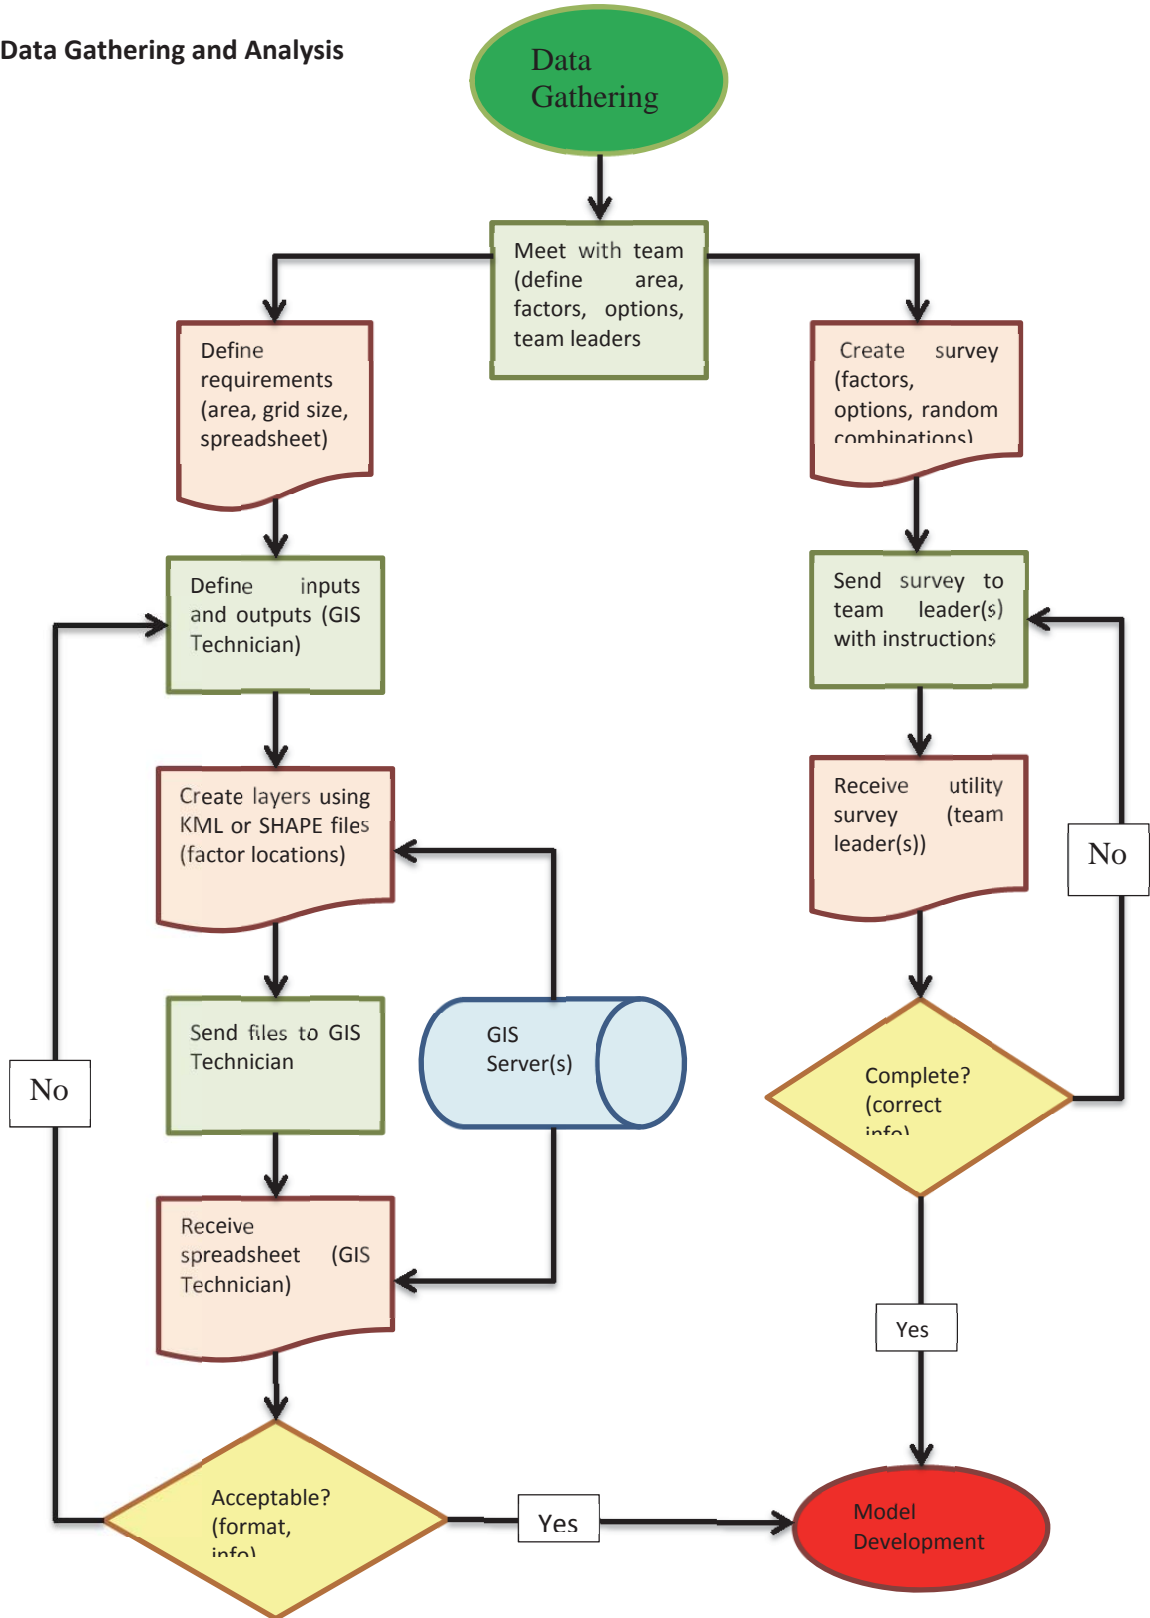 Data Gathering and Analysis
Data
Gathering
Meet with team
(define area,
factors, options,
team leaders
Define
requirements
(area, grid size,
spreadsheet)
Create survey
(factors,
options, random
combinations)
Define inputs
and outputs (GIS
Technician)
Send survey to
team leader(s)
with instructions
Create layers using
KML or SHAPE files
(factor locations)
Receive utility
survey (team
leader(s))
No
Send files to GIS
Technician
GIS
Server(s)
No
Complete?
(correct
info)
Receive
spreadsheet (GIS
Technician)
Yes
Acceptable?
(format,
info)
Yes
Model
Development